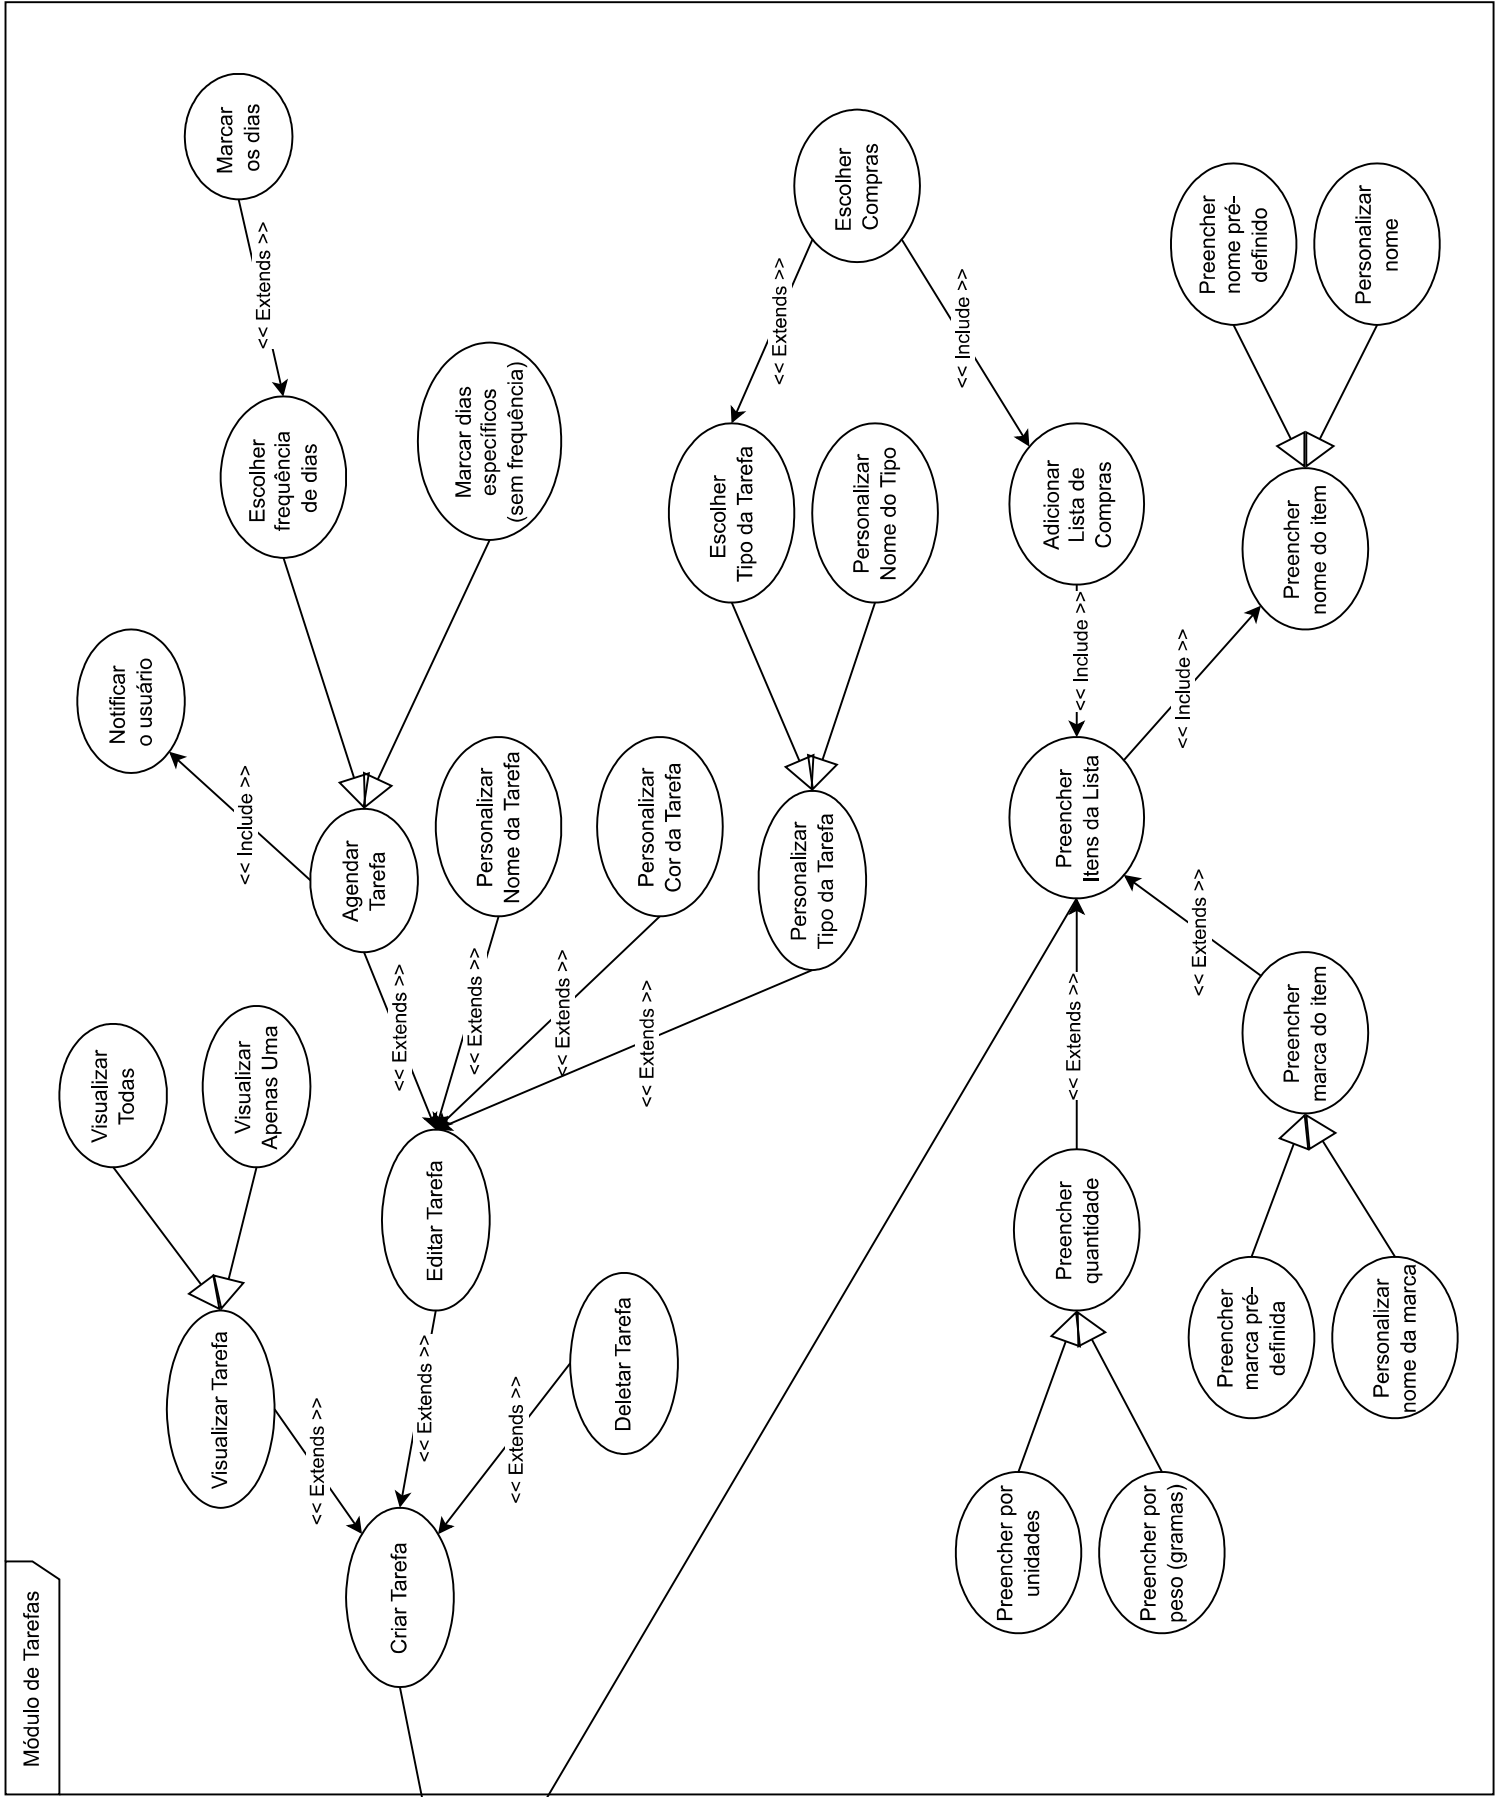 Módulo de Tarefas
Criar Tarefa
<< Extends >>
Visualizar Tarefa
Visualizar
Todas
Visualizar
Apenas Uma
<< Extends >>
Editar Tarefa
<< Extends >>
Deletar Tarefa
<< Extends >>
Agendar
Tarefa
<< Include >>
Notificar
o usuário
Escolher
frequência
de dias
<< Extends >>
Marcar
os dias
Marcar dias
específicos
(sem frequência)
<< Extends >>
Personalizar
Nome da Tarefa
<< Extends >>
Personalizar
Cor da Tarefa
<< Extends >>
Personalizar
Tipo da Tarefa
Escolher
Tipo da Tarefa
Personalizar
Nome do Tipo
<< Extends >>
Escolher
Compras
<< Include >>
Adicionar
Lista de
Compras
<< Include >>
Preencher
Itens da Lista
<< Include >>
Preencher
nome do item
Preencher
nome pré-
definido
Personalizar
nome
<< Extends >>
Preencher
quantidade
Preencher por
unidades
Preencher por
peso (gramas)
<< Extends >>
Preencher
marca do item
Preencher
marca pré-
definida
Personalizar
nome da marca